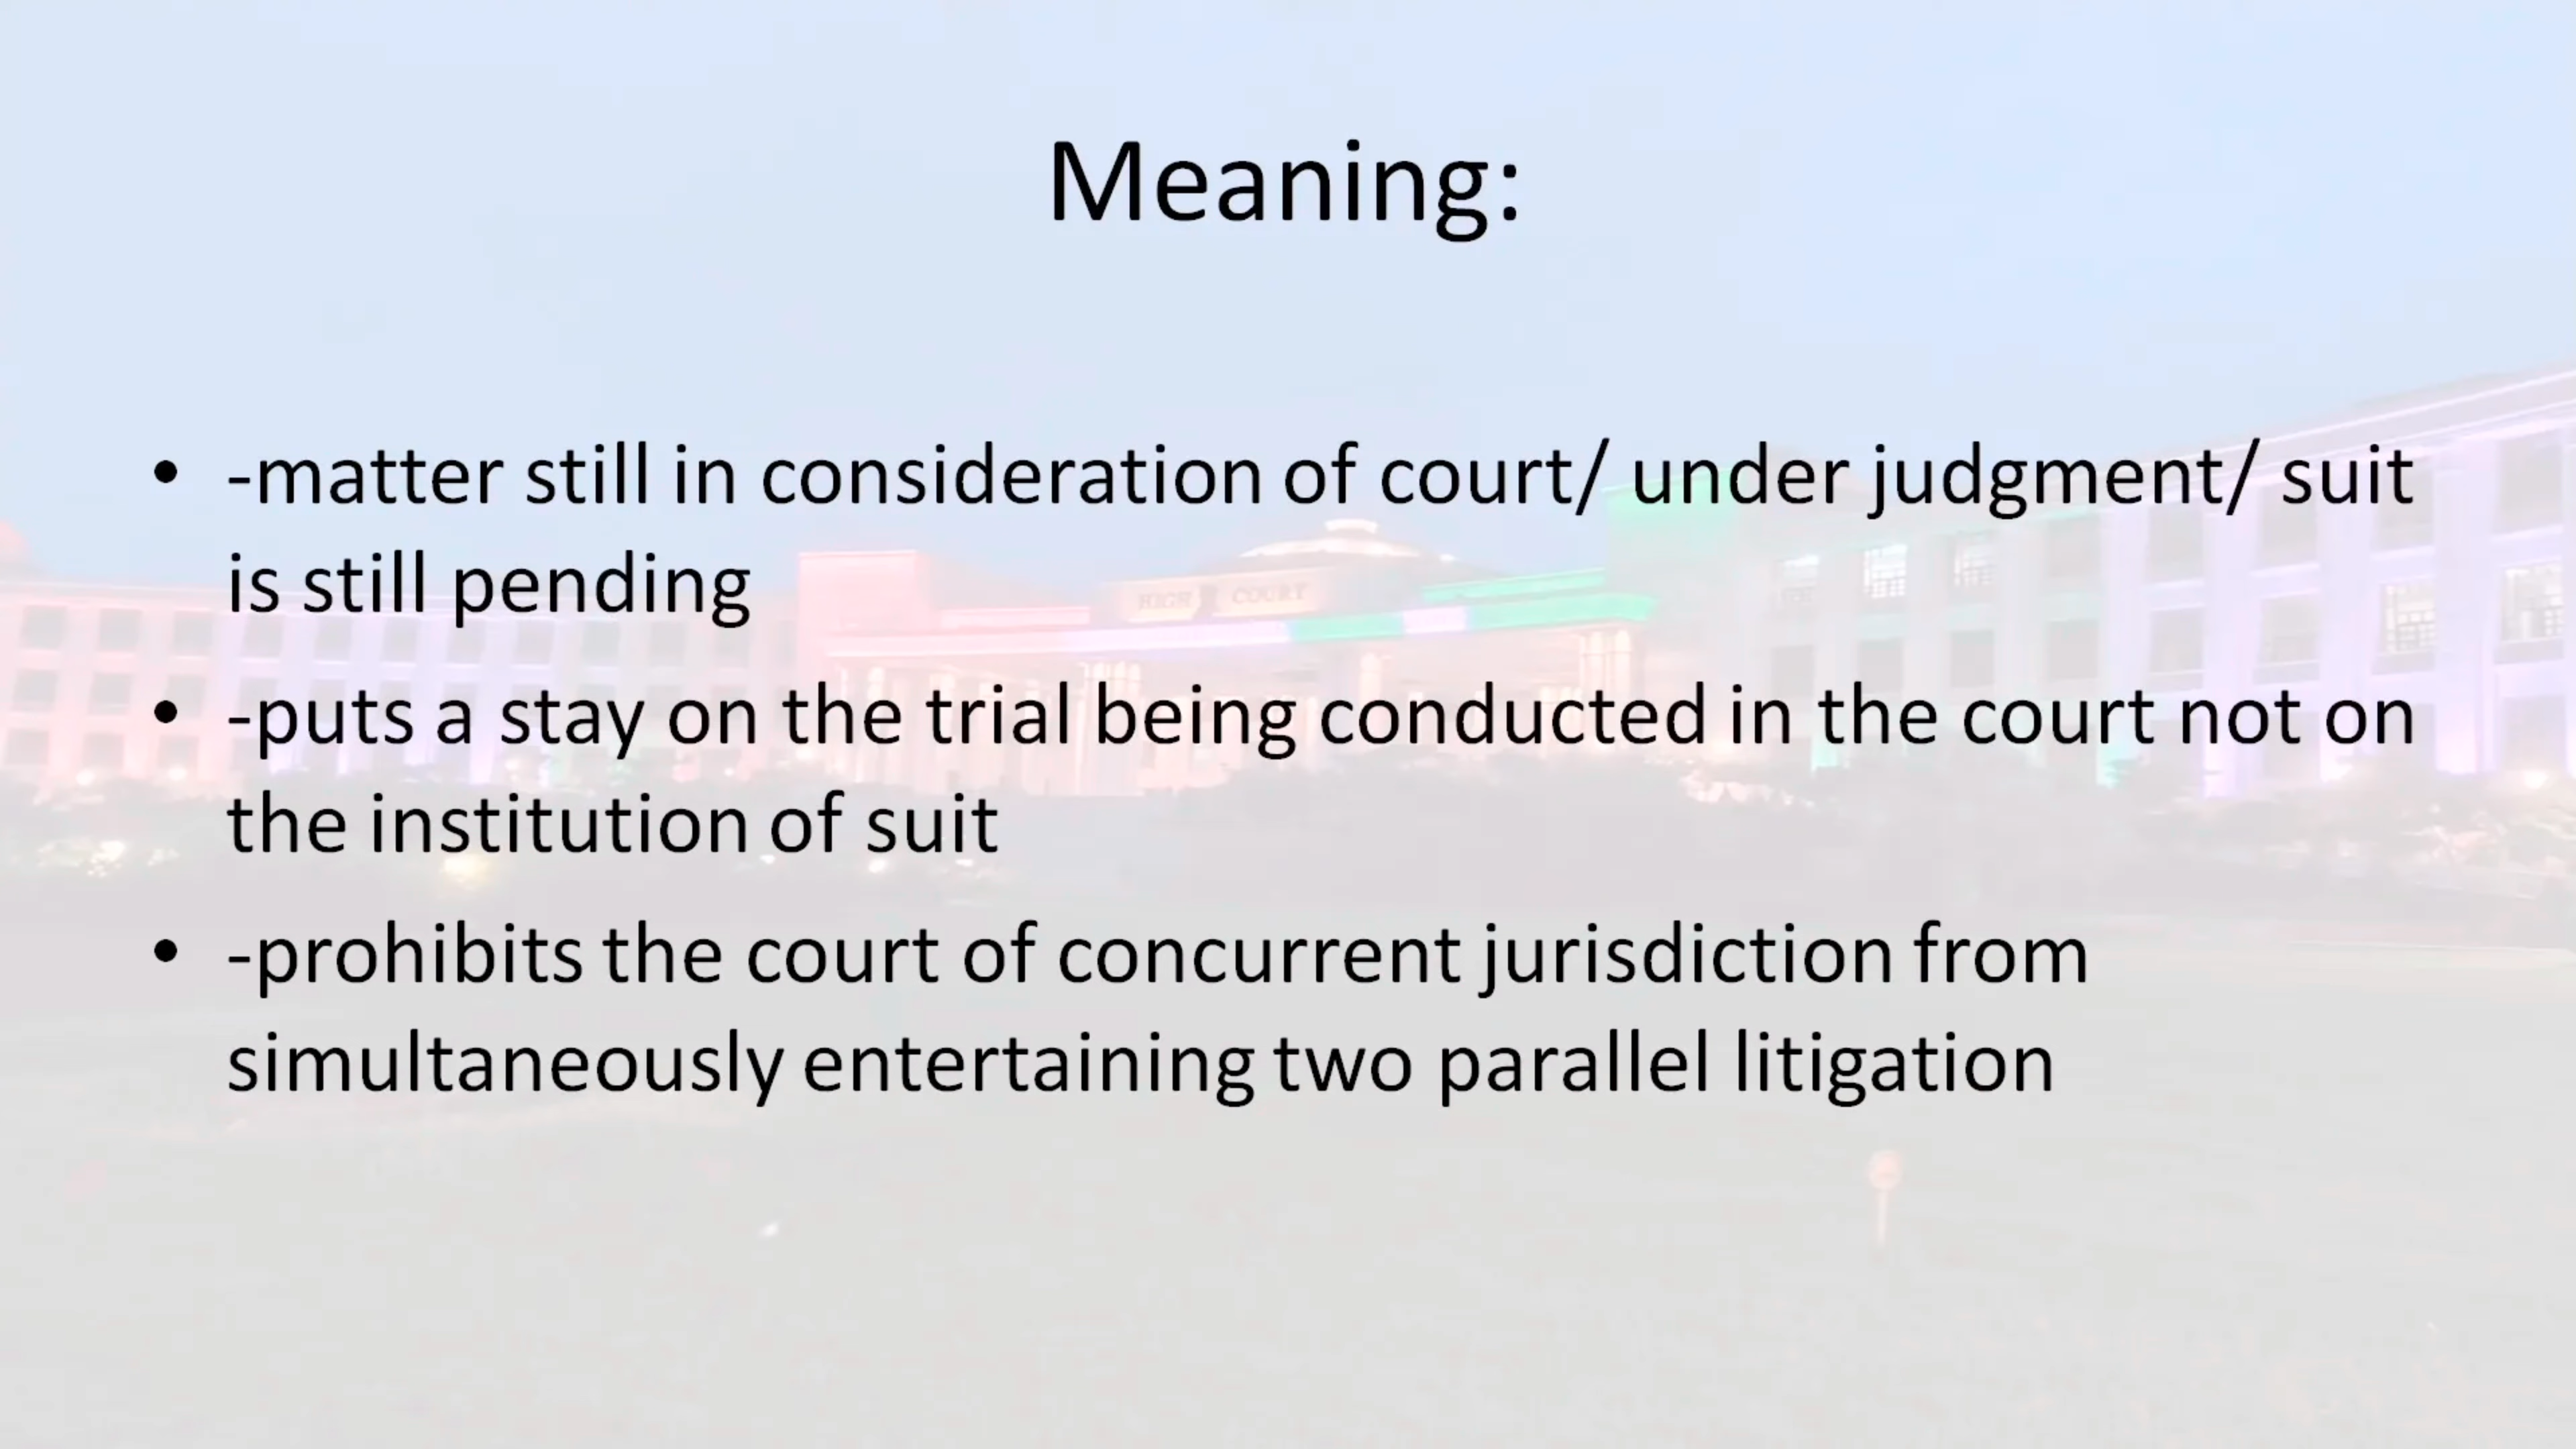 Meaning:
• -matter still in consideration of court/ under judgment/ suit
is still pending
• -puts a stay on the trial being conducted in the court not on
the institution of suit
• -prohibits the court of concurrent jurisdiction from
simultaneously entertaining two parallel litigation
HIGH COURT